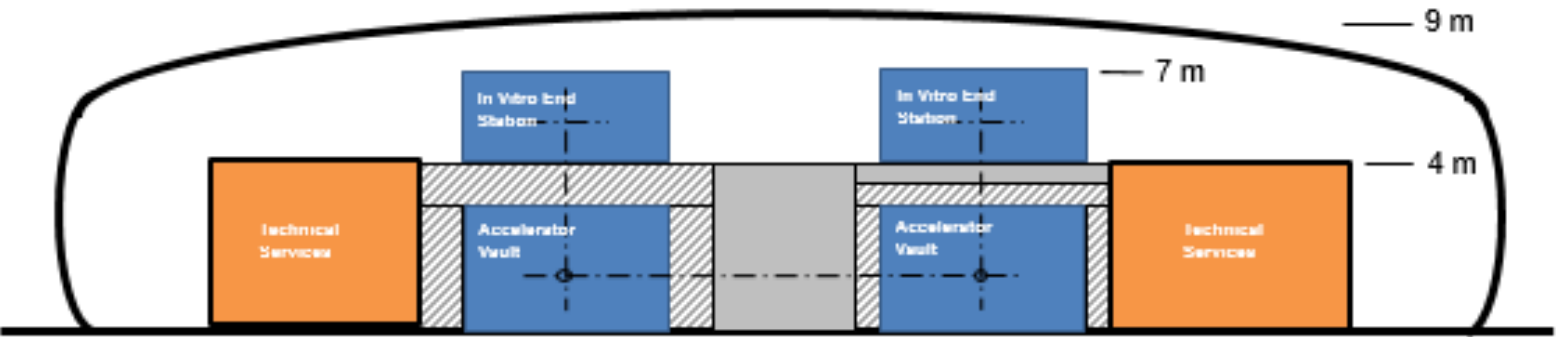 9 m
7 m
In Vitro End
Station
In Vitro End
Station
4 m
Technical
Services
Accelerator
Vault
Accelerator
Vault
Technical
Services